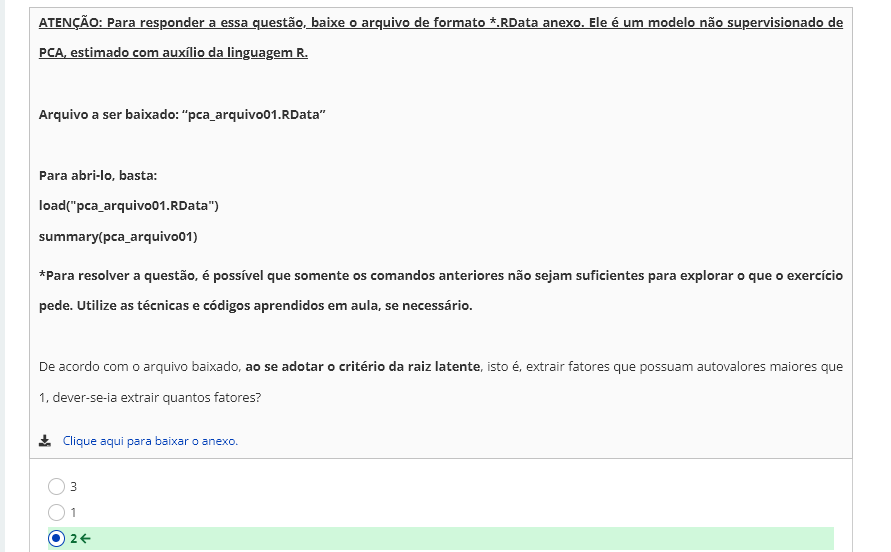 ATENÇÃO: Para responder a essa questão, baixe o arquivo de formato *.RData anexo. Ele é um modelo não supervisionado de
PCA, estimado com auxílio da linguagem R.
Arquivo a ser baixado: “pca_arquivo01.RData”
Para abri-lo, basta:
load("pca_arquivo01.RData")
summary(pca_arquivo01)
*Para resolver a questão, é possível que somente os comandos anteriores não sejam suficientes para explorar o que o exercício
pede. Utilize as técnicas e códigos aprendidos em aula, se necessário.
De acordo com o arquivo baixado, ao se adotar o critério da raiz latente, isto é, extrair fatores que possuam autovalores maiores que
1, dever-se-ia extrair quantos fatores?
Clique aqui para baixar o anexo.
3
1
2←